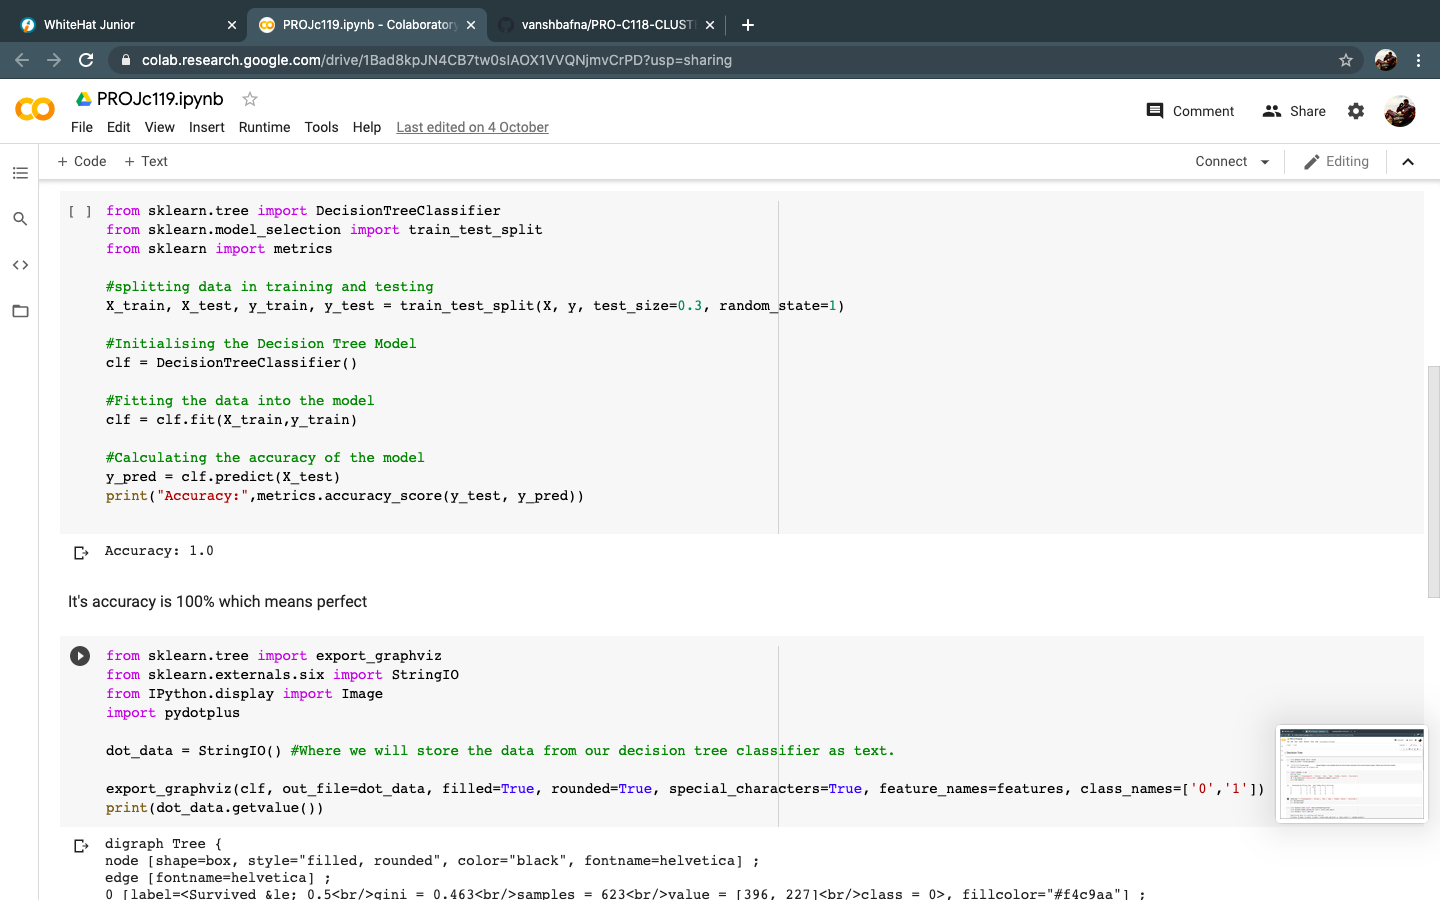 WhiteHat Junior
PROJc119.ipynb - Colaboratory
vanshbafna/PRO-C118-CLUST
colab.research.google.com/drive/1Bad8kpJN4CB7tw0sIAOX1VVQNjmvCrPD?usp=sharing
PROJc119.ipynb
File Edit View Insert Runtime Tools Help Last edited on 4 October
Comment Share
+ Code + Text
Connect Editing
[ ] from sklearn.tree import DecisionTreeClassifier
from sklearn.model_selection import train_test_split
from sklearn import metrics
#splitting data in training and testing
X_train, X_test, y_train, y_test = train_test_split(X, y, test_size=0.3, random_state=1)
#Initialising the Decision Tree Model
clf = DecisionTreeClassifier()
#Fitting the data into the model
clf = clf.fit(X_train,y_train)
#Calculating the accuracy of the model
y_pred = clf.predict(X_test)
print("Accuracy:",metrics.accuracy_score(y_test, y_pred))
Accuracy: 1.0
It's accuracy is 100% which means perfect
from sklearn.tree import export_graphviz
from sklearn.externals.six import StringIO
from IPython.display import Image
import pydotplus
dot_data = StringIO() #Where we will store the data from our decision tree classifier as text.
export_graphviz(clf, out_file=dot_data, filled=True, rounded=True, special_characters=True, feature_names=features, class_names=['0','1'])
print(dot_data.getvalue())
digraph Tree {
node [shape=box, style="filled, rounded", color="black", fontname=helvetica] ;
edge [fontname=helvetica] ;
0 [label=<Survived &le; 0.5<br/>gini = 0.463<br/>samples = 623<br/>value = [396, 227]<br/>class = 0>, fillcolor="#f4c9aa"] ;